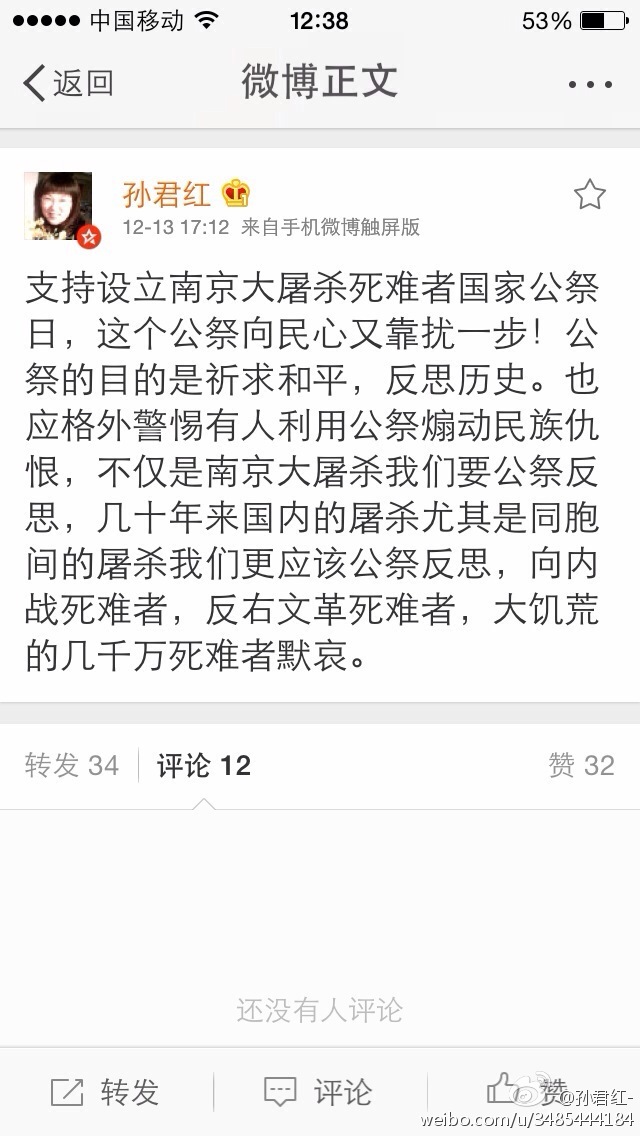 中国移动 12:38 53%
返回 微博正文
孙君红
12-13 17:12 来自手机微博触屏版
支持设立南京大屠杀死难者国家公祭
日，这个公祭向民心又靠扰一步！公
祭的目的是祈求和平，反思历史。也
应格外警惕有人利用公祭煽动民族仇
恨，不仅是南京大屠杀我们要公祭反
思，几十年来国内的屠杀尤其是同胞
间的屠杀我们更应该公祭反思，向内
战死难者，反右文革死难者，大饥荒
的几千万死难者默哀。
转发 34 评论 12 赞 32
还没有人评论
转发 评论 赞
@孙君红-
weibo.com/u/3485444184